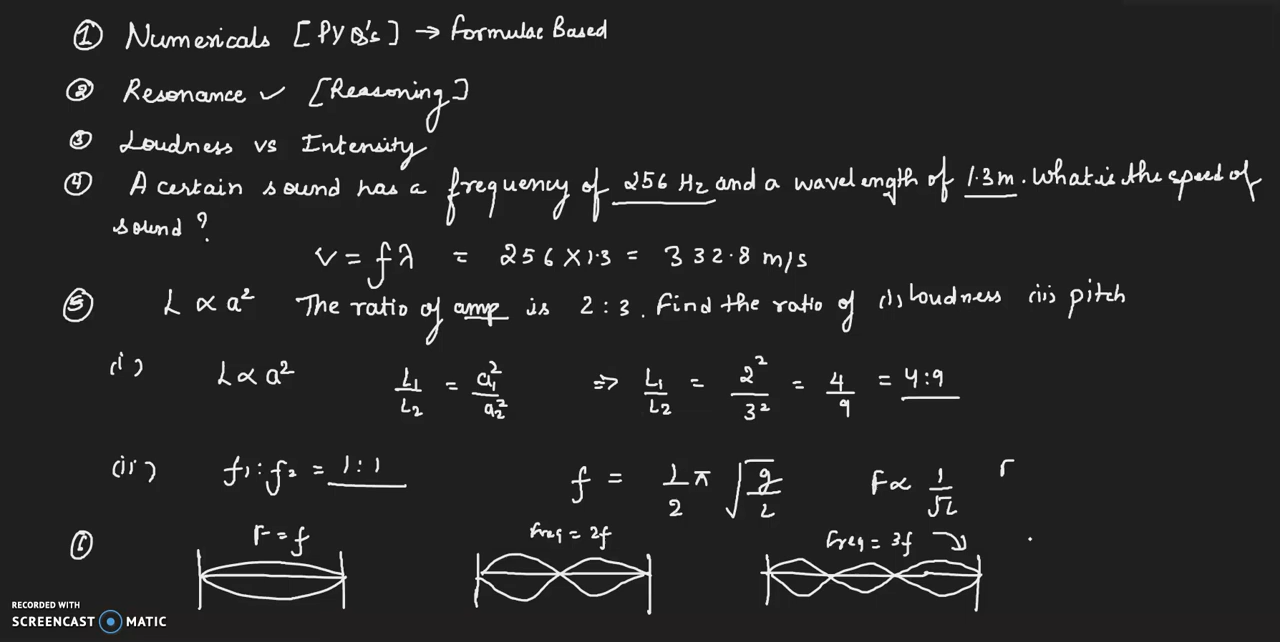 ① Numericals [PYQ's] → Formulae Based
② Resonance ✓ [Reasoning]
③ Loudness vs Intensity
④ A certain sound has a frequency of 256 Hz and a wavelength of 1.3m. What is the speed of
sound?
v = fλ = 256 X 1.3 = 332.8 m/s
⑤ L ∝ a² The ratio of amp is 2:3. Find the ratio of (i) loudness (ii) pitch
(i) L ∝ a² L₁/L₂ = a₁²/a₂² ⇒ L₁/L₂ = 2²/3² = 4/9 = 4:9
(ii) f₁:f₂ = 1:1 f = 1/2 π √g/L F ∝ 1/√L
⑥ F = f Freq = 2f Freq = 3f
RECORDED WITH
SCREENCAST MATIC